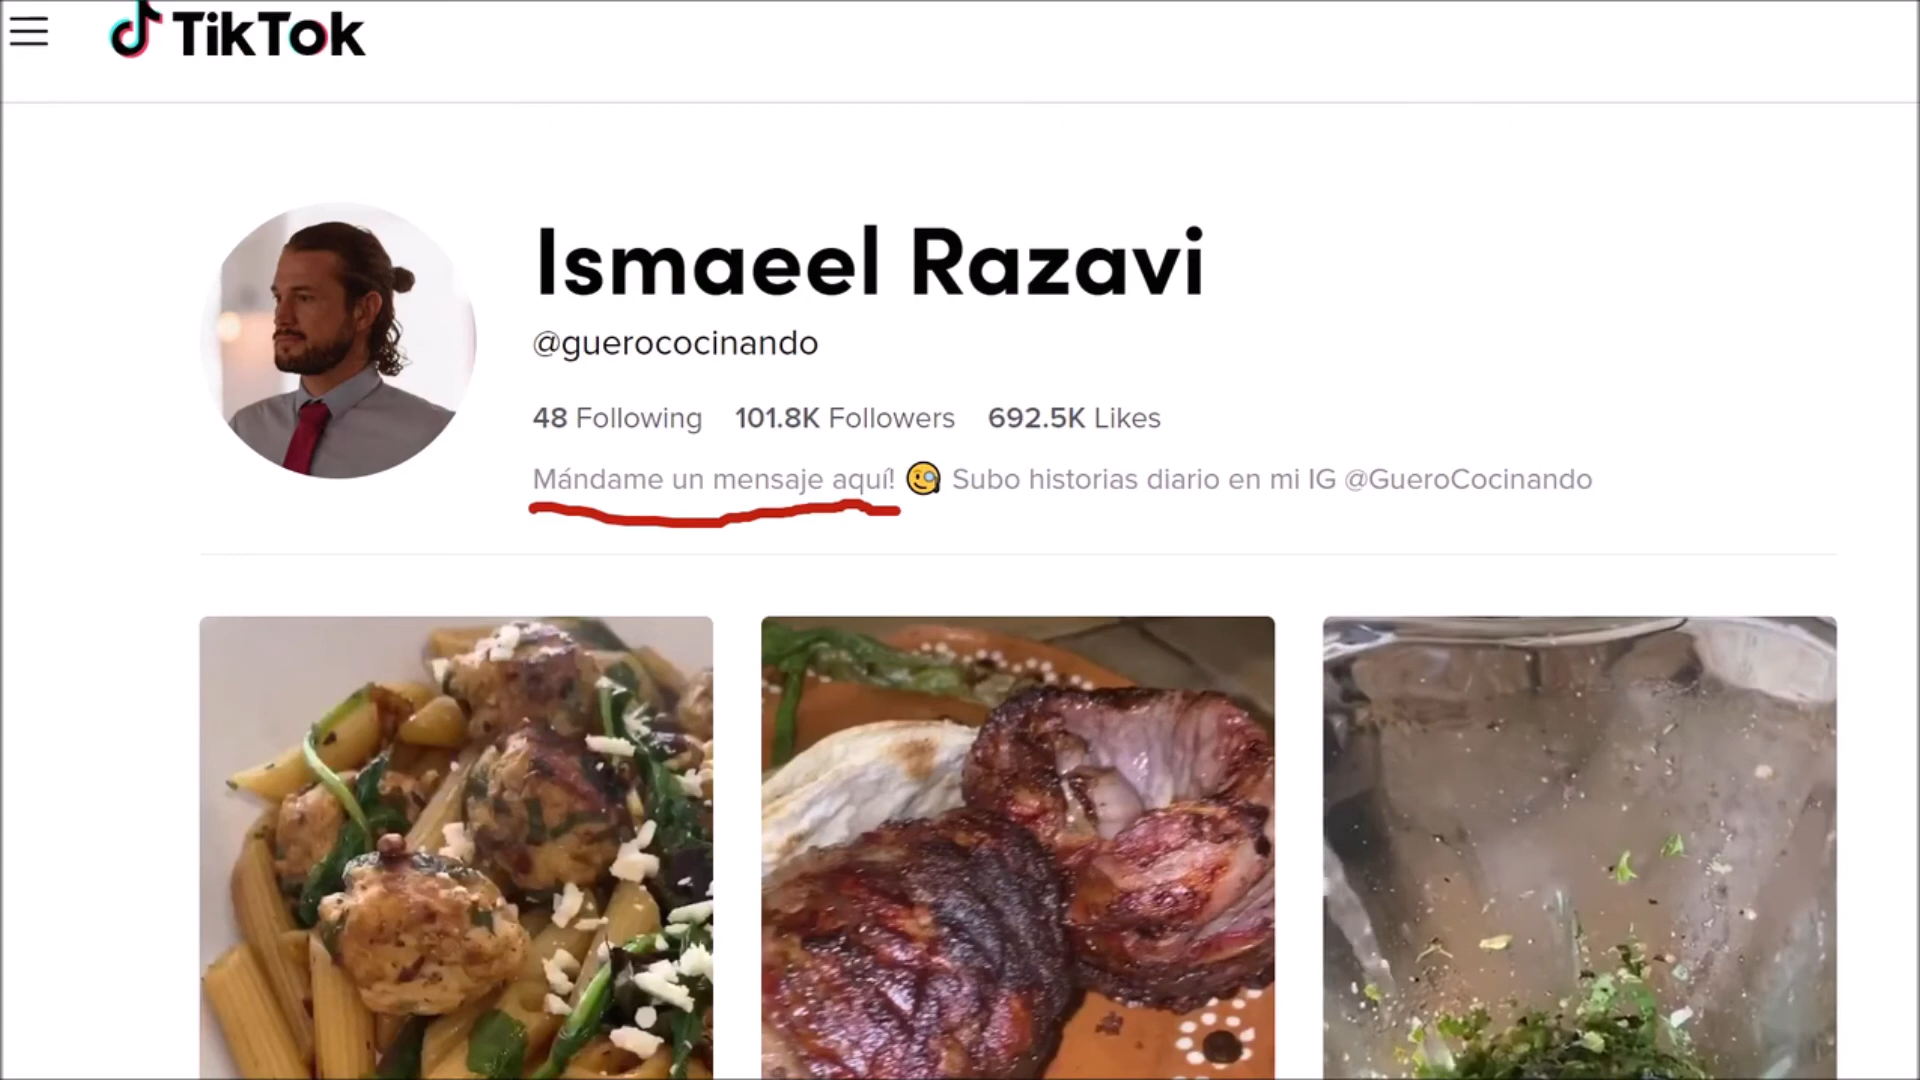 TikTok
Ismaeel Razavi
@guerococinando
48 Following 101.8K Followers 692.5K Likes
Mándame un mensaje aquí! 🧐 Subo historias diario en mi IG @GueroCocinando